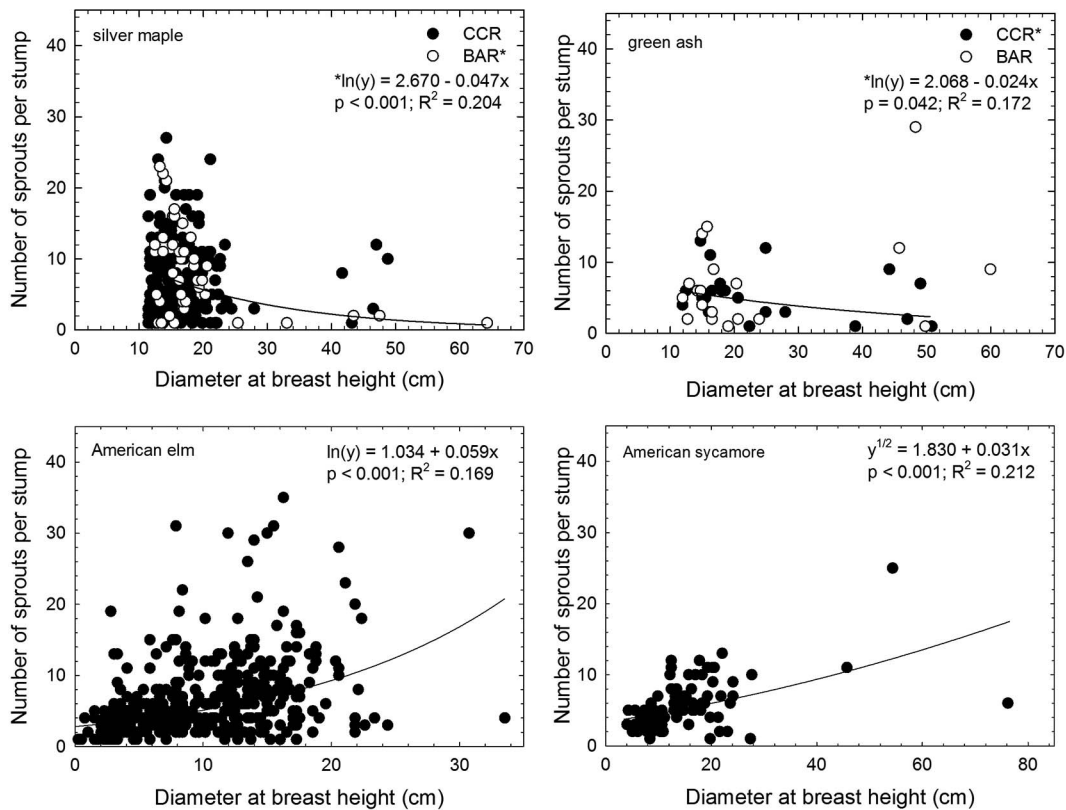 silver maple
CCR
BAR*
*ln(y) = 2.670 - 0.047x
p < 0.001; R² = 0.204
Number of sprouts per stump
0
10
20
30
40
0 10 20 30 40 50 60 70
Diameter at breast height (cm)
green ash
CCR*
BAR
*ln(y) = 2.068 - 0.024x
p = 0.042; R² = 0.172
Number of sprouts per stump
0
10
20
30
40
0 10 20 30 40 50 60 70
Diameter at breast height (cm)
American elm
ln(y) = 1.034 + 0.059x
p < 0.001; R² = 0.169
Number of sprouts per stump
0
10
20
30
40
0 10 20 30
Diameter at breast height (cm)
American sycamore
y^1/2 = 1.830 + 0.031x
p < 0.001; R² = 0.212
Number of sprouts per stump
0
10
20
30
40
0 20 40 60 80
Diameter at breast height (cm)